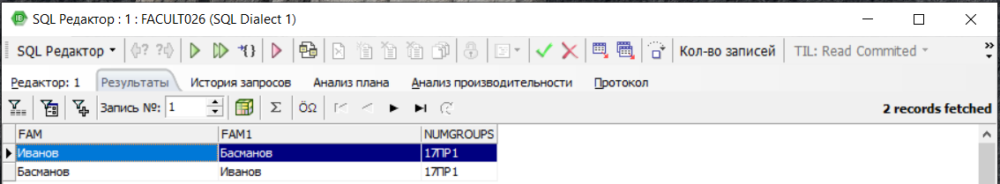 SQL Редактор : 1 : FACULT026 (SQL Dialect 1)
SQL Редактор Кол-во записей TIL: Read Commited
Редактор: 1 Результаты История запросов Анализ плана Анализ производительности Протокол
Запись №: 1 Σ ÖΩ 2 records fetched
FAM FAM1 NUMGROUPS
Иванов Басманов 17ПР1
Басманов Иванов 17ПР1